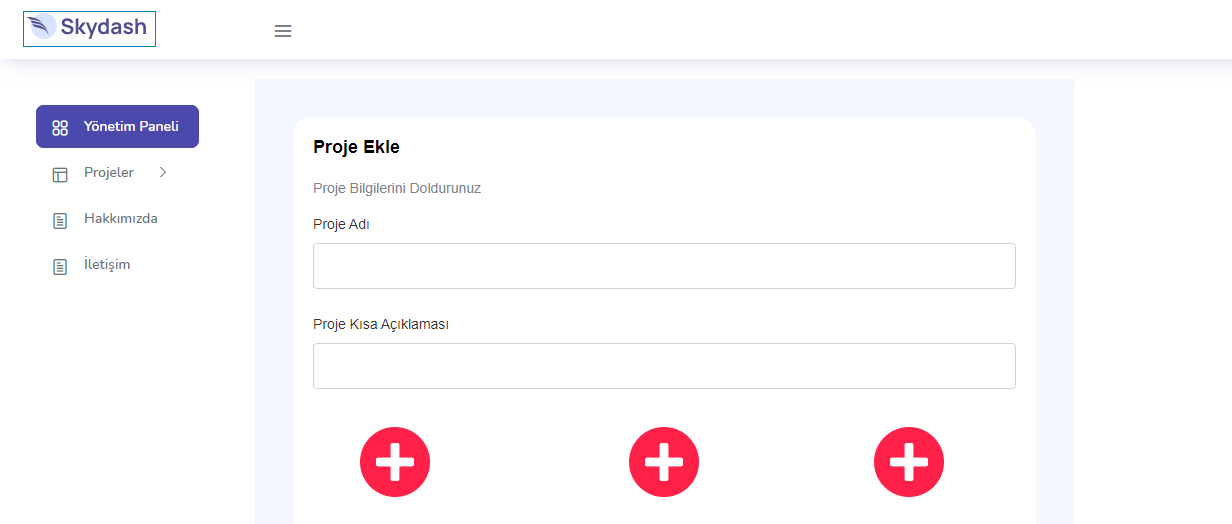 Skydash
Yönetim Paneli
Projeler
Hakkımızda
İletişim
Proje Ekle
Proje Bilgilerini Doldurunuz
Proje Adı
Proje Kısa Açıklaması